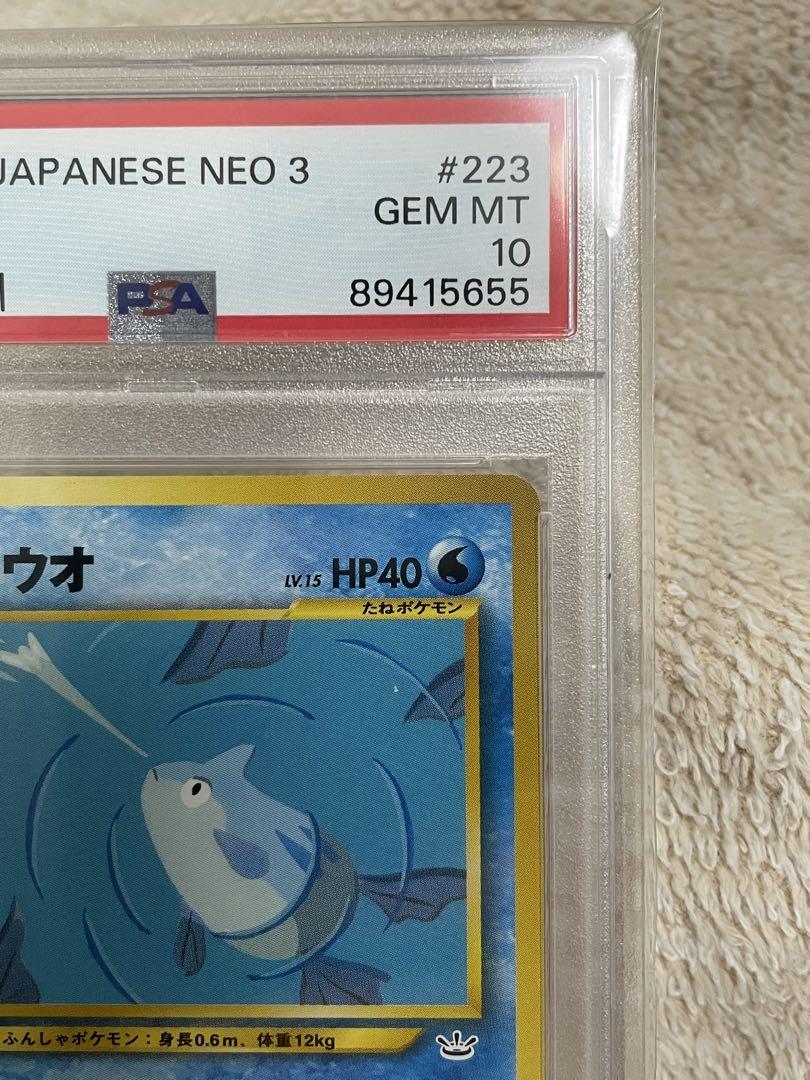 JAPANESE NEO 3 #223
GEM MT
10
PSA 89415655
ウオ LV.15 HP40
たねポケモン
ふんしゃポケモン:身長0.6m、体重12kg